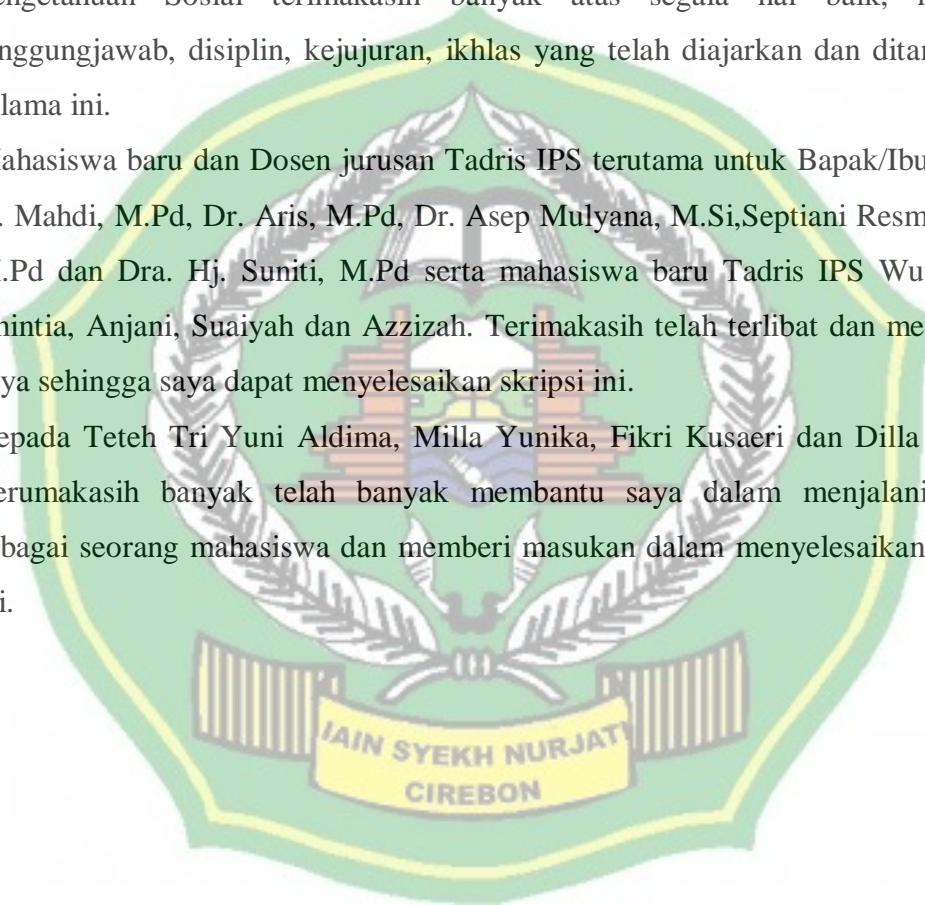 engetahuan Sosial terimakasih banyak atas segala hal baik,
nggungjawab, disiplin, kejujuran, ikhlas yang telah diajarkan dan ditar
lama ini.
ahasiswa baru dan Dosen jurusan Tadris IPS terutama untuk Bapak/Ibu
. Mahdi, M.Pd, Dr. Aris, M.Pd, Dr. Asep Mulyana, M.Si,Septiani Resm
.Pd dan Dra. Hj. Suniti, M.Pd serta mahasiswa baru Tadris IPS Wu
hintia, Anjani, Suaiyah dan Azzizah. Terimakasih telah terlibat dan me
ya sehingga saya dapat menyelesaikan skripsi ini.
epada Teteh Tri Yuni Aldima, Milla Yunika, Fikri Kusaeri dan Dilla
erumakasih banyak telah banyak membantu saya dalam menjalani
bagai seorang mahasiswa dan memberi masukan dalam menyelesaikan
i.
IAIN SYEKH NURJATI
CIREBON